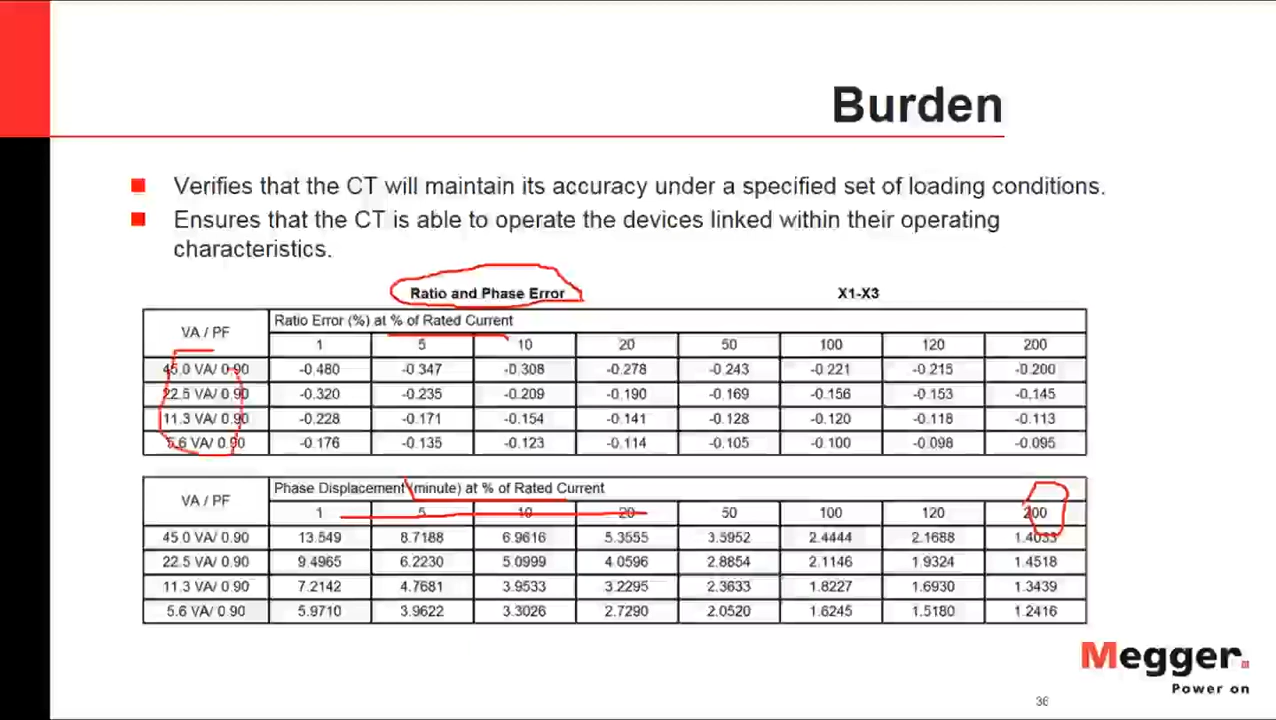 Burden
Verifies that the CT will maintain its accuracy under a specified set of loading conditions.
Ensures that the CT is able to operate the devices linked within their operating
characteristics.
Ratio and Phase Error X1-X3
VA / PF Ratio Error (%) at % of Rated Current
1 5 10 20 50 100 120 200
45.0 VA/ 0.90 -0.480 -0.347 -0.308 -0.278 -0.243 -0.221 -0.215 -0.200
22.5 VA/ 0.90 -0.320 -0.235 -0.209 -0.190 -0.169 -0.156 -0.153 -0.145
11.3 VA/ 0.90 -0.228 -0.171 -0.154 -0.141 -0.128 -0.120 -0.118 -0.113
5.6 VA/ 0.90 -0.176 -0.135 -0.123 -0.114 -0.105 -0.100 -0.098 -0.095
VA / PF Phase Displacement (minute) at % of Rated Current
1 5 10 20 50 100 120 200
45.0 VA/ 0.90 13.549 8.7188 6.9616 5.3555 3.5952 2.4444 2.1688 1.4033
22.5 VA/ 0.90 9.4965 6.2230 5.0999 4.0596 2.8854 2.1146 1.9324 1.4518
11.3 VA/ 0.90 7.2142 4.7681 3.9533 3.2295 2.3633 1.8227 1.6930 1.3439
5.6 VA/ 0.90 5.9710 3.9622 3.3026 2.7290 2.0520 1.6245 1.5180 1.2416
Megger
Power on
36